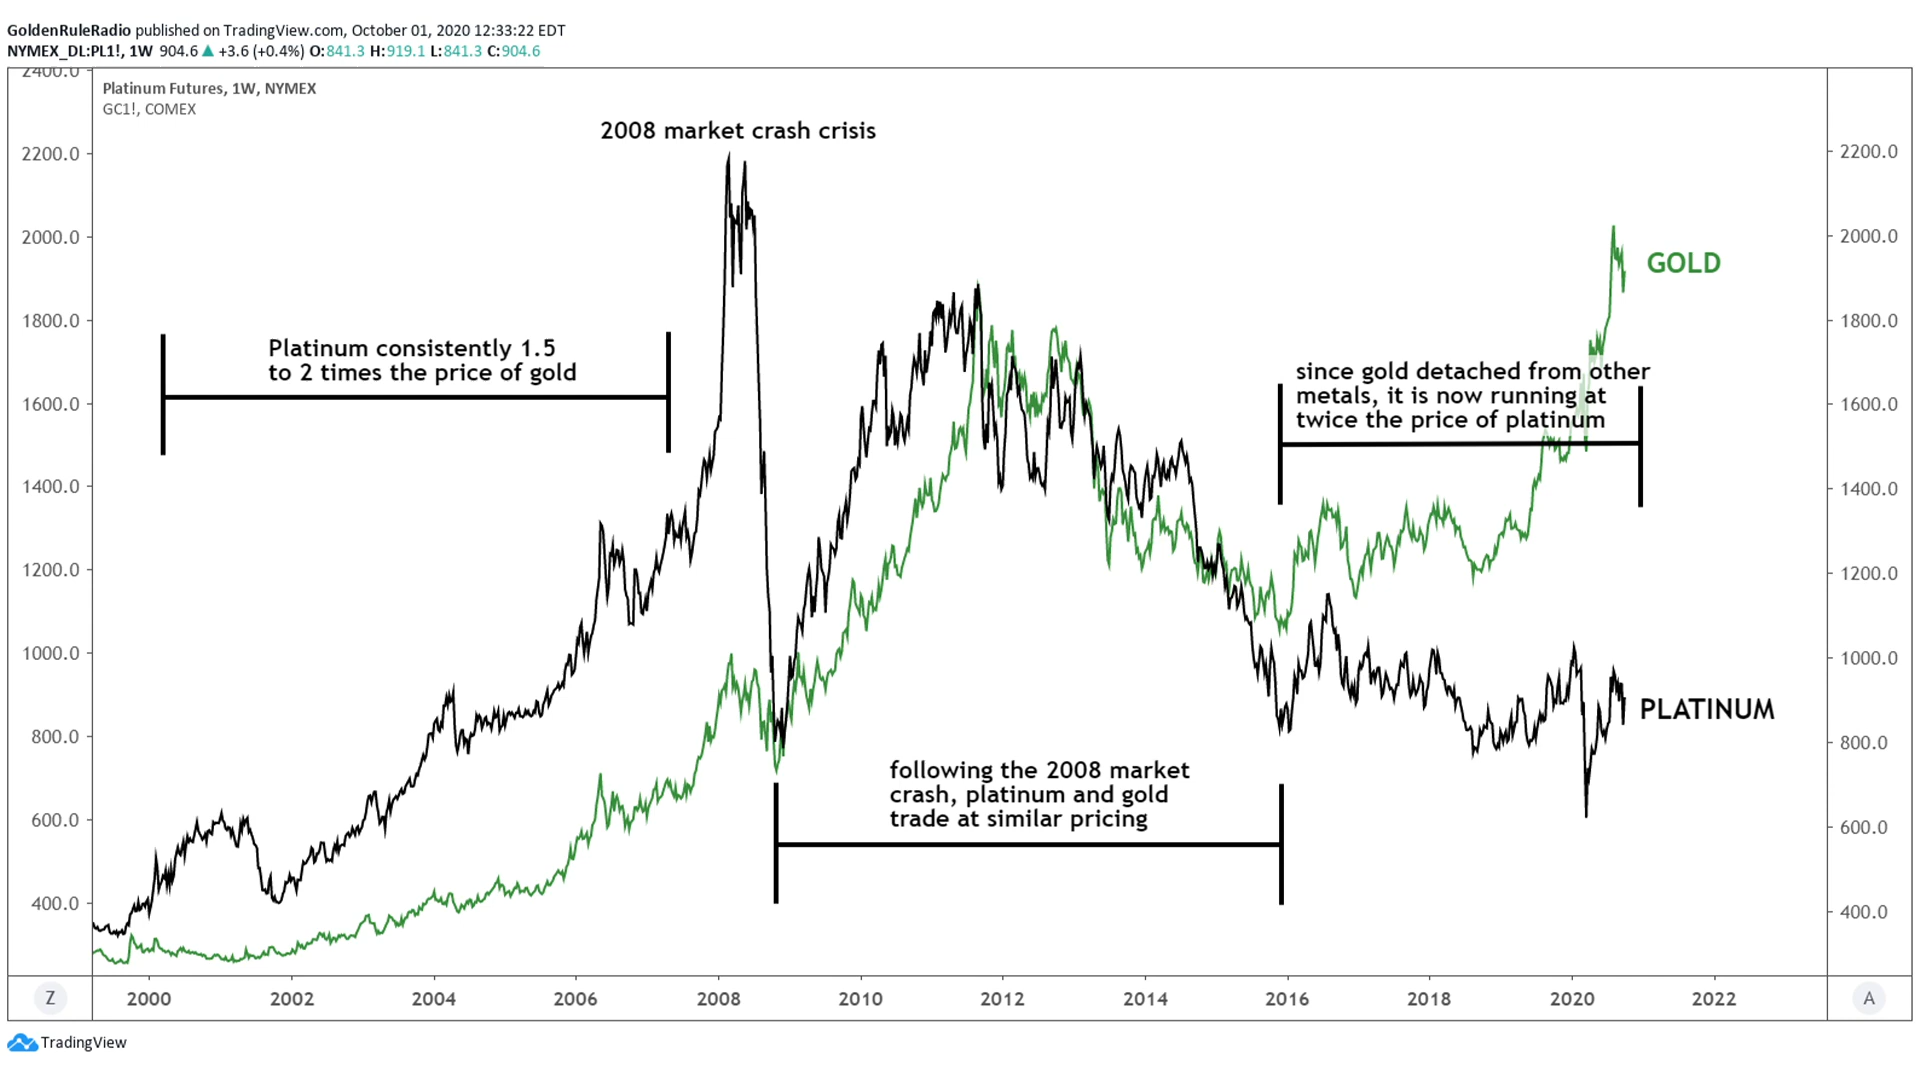 GoldenRuleRadio published on TradingView.com, October 01, 2020 12:33:22 EDT
NYMEX_DL:PL1!, 1W 904.6 ▲ +3.6 (+0.4%) O:841.3 H:919.1 L:841.3 C:904.6
2400.0
Platinum Futures, 1W, NYMEX
GC1!, COMEX
2008 market crash crisis
2200.0 2200.0
2000.0 2000.0
GOLD
1800.0 1800.0
Platinum consistently 1.5
to 2 times the price of gold
since gold detached from other
metals, it is now running at
twice the price of platinum
1600.0 1600.0
1400.0 1400.0
1200.0 1200.0
1000.0 1000.0
PLATINUM
800.0 800.0
following the 2008 market
crash, platinum and gold
trade at similar pricing
600.0 600.0
400.0 400.0
Z 2000 2002 2004 2006 2008 2010 2012 2014 2016 2018 2020 2022 A
TradingView